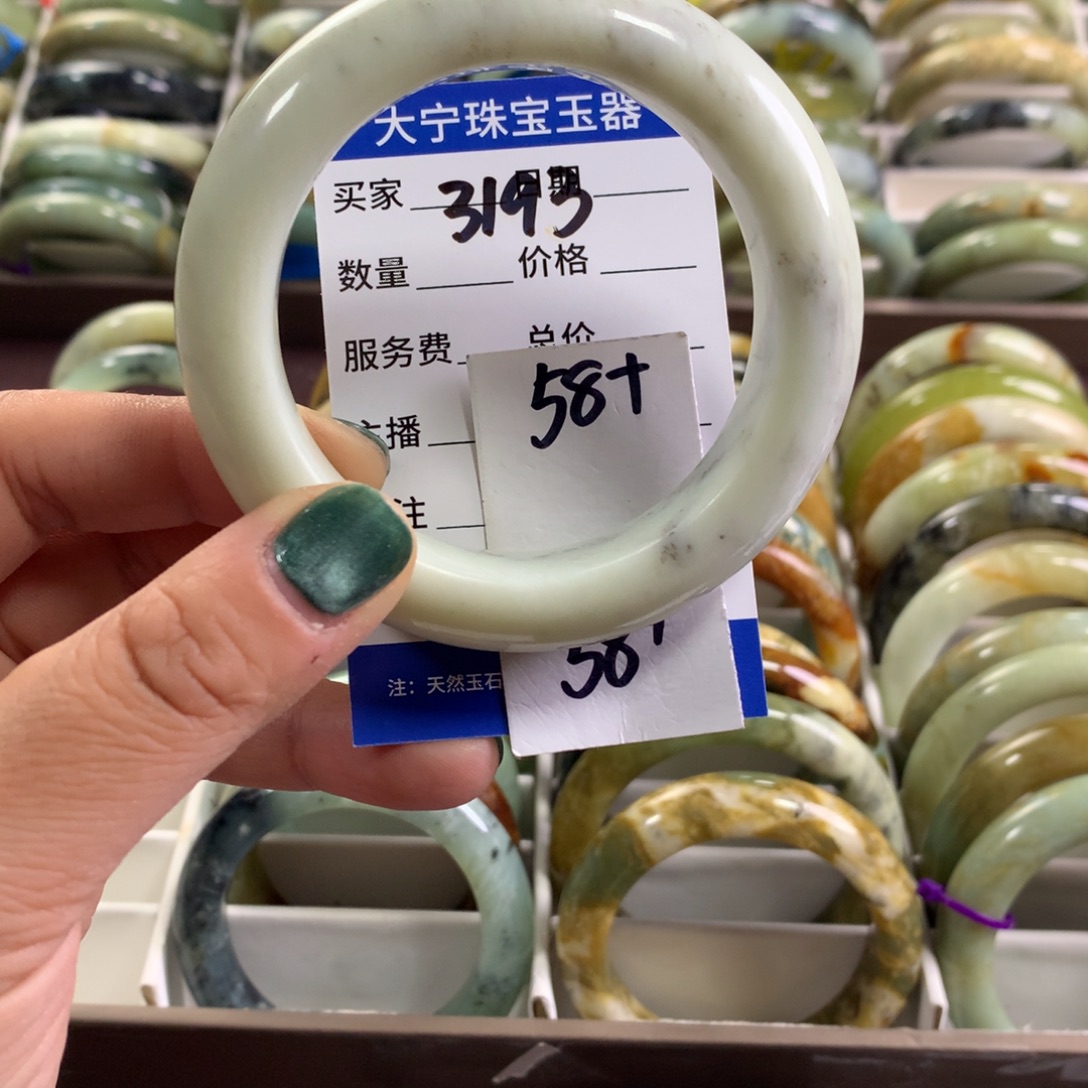 大宁珠宝玉器
买家 3193 日期
数量 价格
服务费 总价
播
58+
注
58+
注：天然玉石